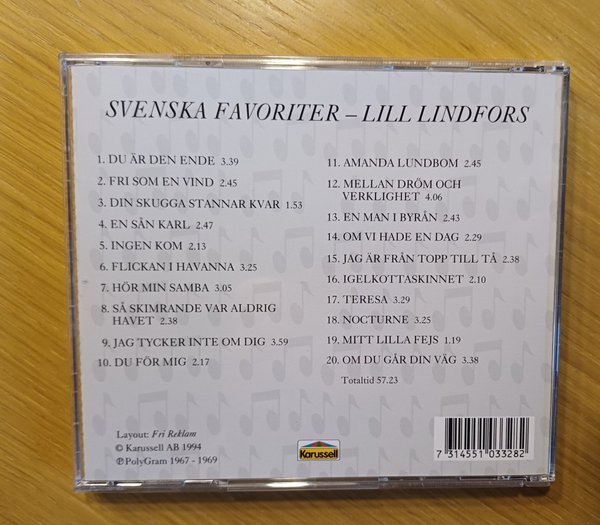 SVENSKA FAVORITER – LILL LINDFORS
1. DU ÄR DEN ENDE 3.39
2. FRI SOM EN VIND 2.45
3. DIN SKUGGA STANNAR KVAR 1.53
4. EN SÅN KARL 2.47
5. INGEN KOM 2.13
6. FLICKAN I HAVANNA 3.25
7. HÖR MIN SAMBA 3.05
8. SÅ SKIMRANDE VAR ALDRIG
HAVET 2.38
9. JAG TYCKER INTE OM DIG 3.59
10. DU FÖR MIG 2.17
11. AMANDA LUNDBOM 2.45
12. MELLAN DRÖM OCH
VERKLIGHET 4.06
13. EN MAN I BYRÅN 2.43
14. OM VI HADE EN DAG 2.29
15. JAG ÄR FRÅN TOPP TILL TÅ 2.38
16. IGELKOTTASKINNET 2.10
17. TERESA 3.29
18. NOCTURNE 3.25
19. MITT LILLA FEJS 1.19
20. OM DU GÅR DIN VÄG 3.38
Totaltid 57.23
Layout: Fri Reklam
© Karussell AB 1994
℗ PolyGram 1967 - 1969
Karussell
7 314551 033282